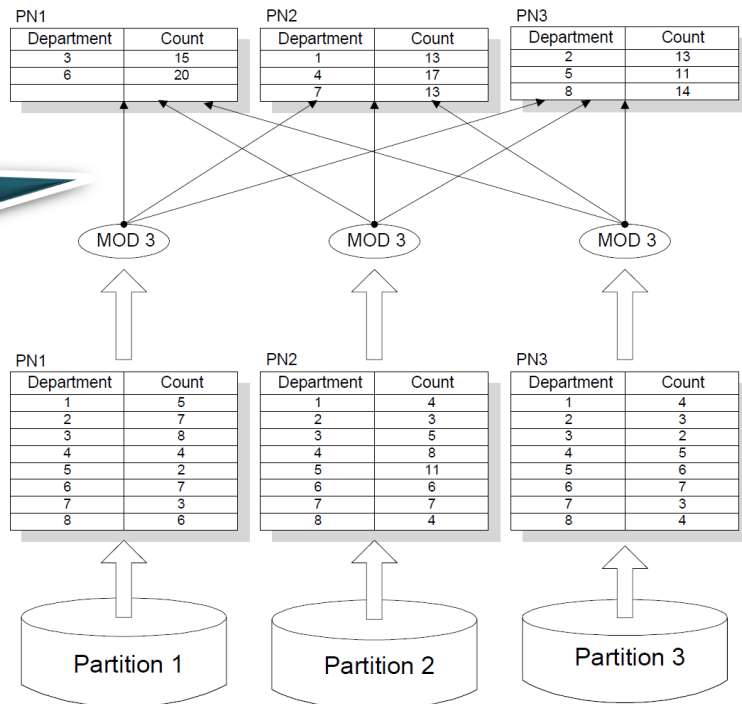 PN1
Department Count
3 15
6 20
PN2
Department Count
1 13
4 17
7 13
PN3
Department Count
2 13
5 11
8 14
MOD 3
MOD 3
MOD 3
PN1
Department Count
1 5
2 7
3 8
4 4
5 2
6 7
7 3
8 6
PN2
Department Count
1 4
2 3
3 5
4 8
5 11
6 6
7 7
8 4
PN3
Department Count
1 4
2 3
3 2
4 5
5 6
6 7
7 3
8 4
Partition 1
Partition 2
Partition 3